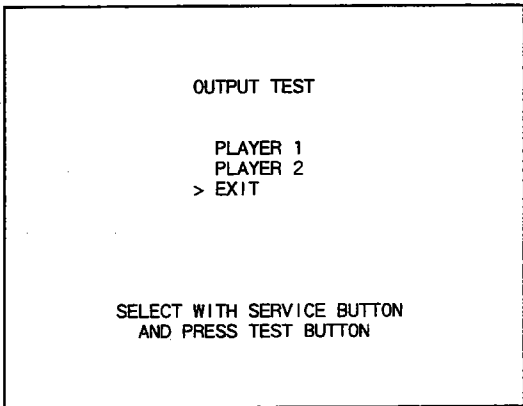 OUTPUT TEST
PLAYER 1
PLAYER 2
> EXIT
SELECT WITH SERVICE BUTTON
AND PRESS TEST BUTTON